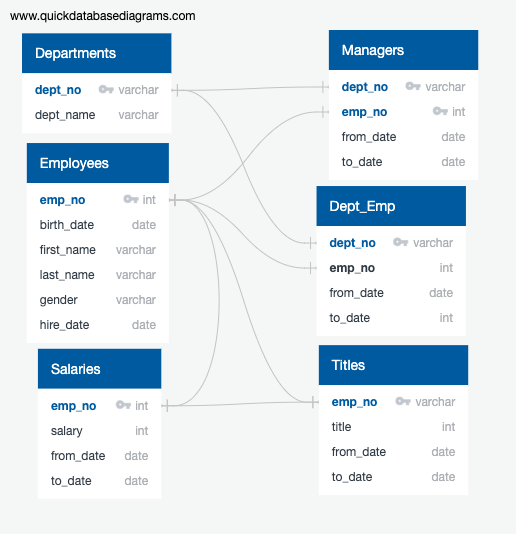 www.quickdatabasediagrams.com
Departments
dept_no varchar
dept_name varchar
Employees
emp_no int
birth_date date
first_name varchar
last_name varchar
gender varchar
hire_date date
Salaries
emp_no int
salary int
from_date date
to_date date
Managers
dept_no varchar
emp_no int
from_date date
to_date date
Dept_Emp
dept_no varchar
emp_no int
from_date date
to_date int
Titles
emp_no varchar
title int
from_date date
to_date date